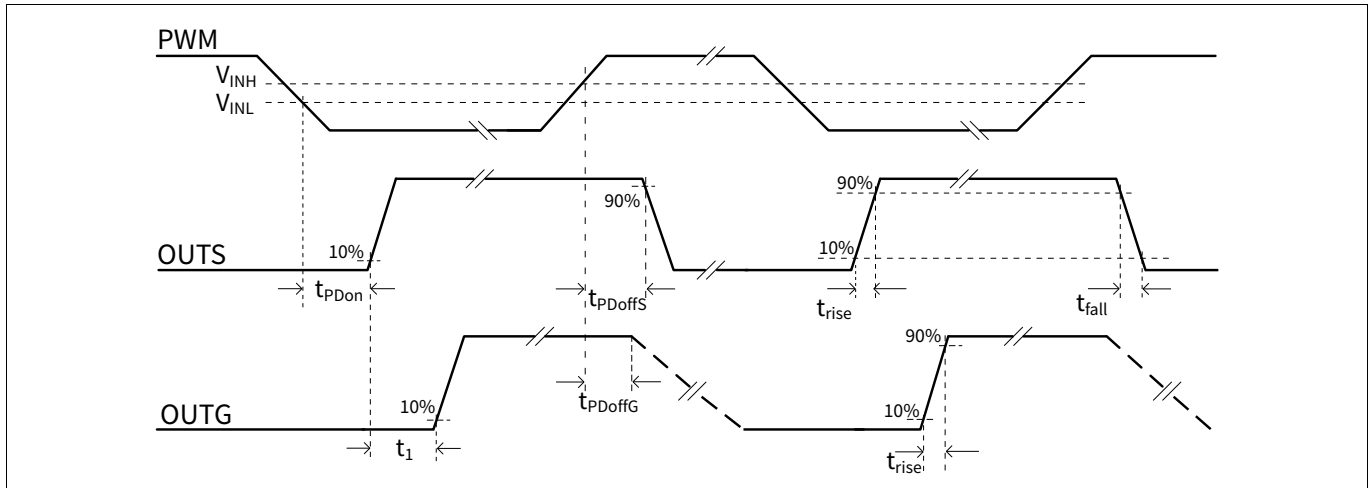 PWM
VINH
VINL
90%
90%
10%
10%
OUTS
tPDon
tPDoffS
trise
tfall
90%
10%
10%
OUTG
tPDoffG
t1
trise